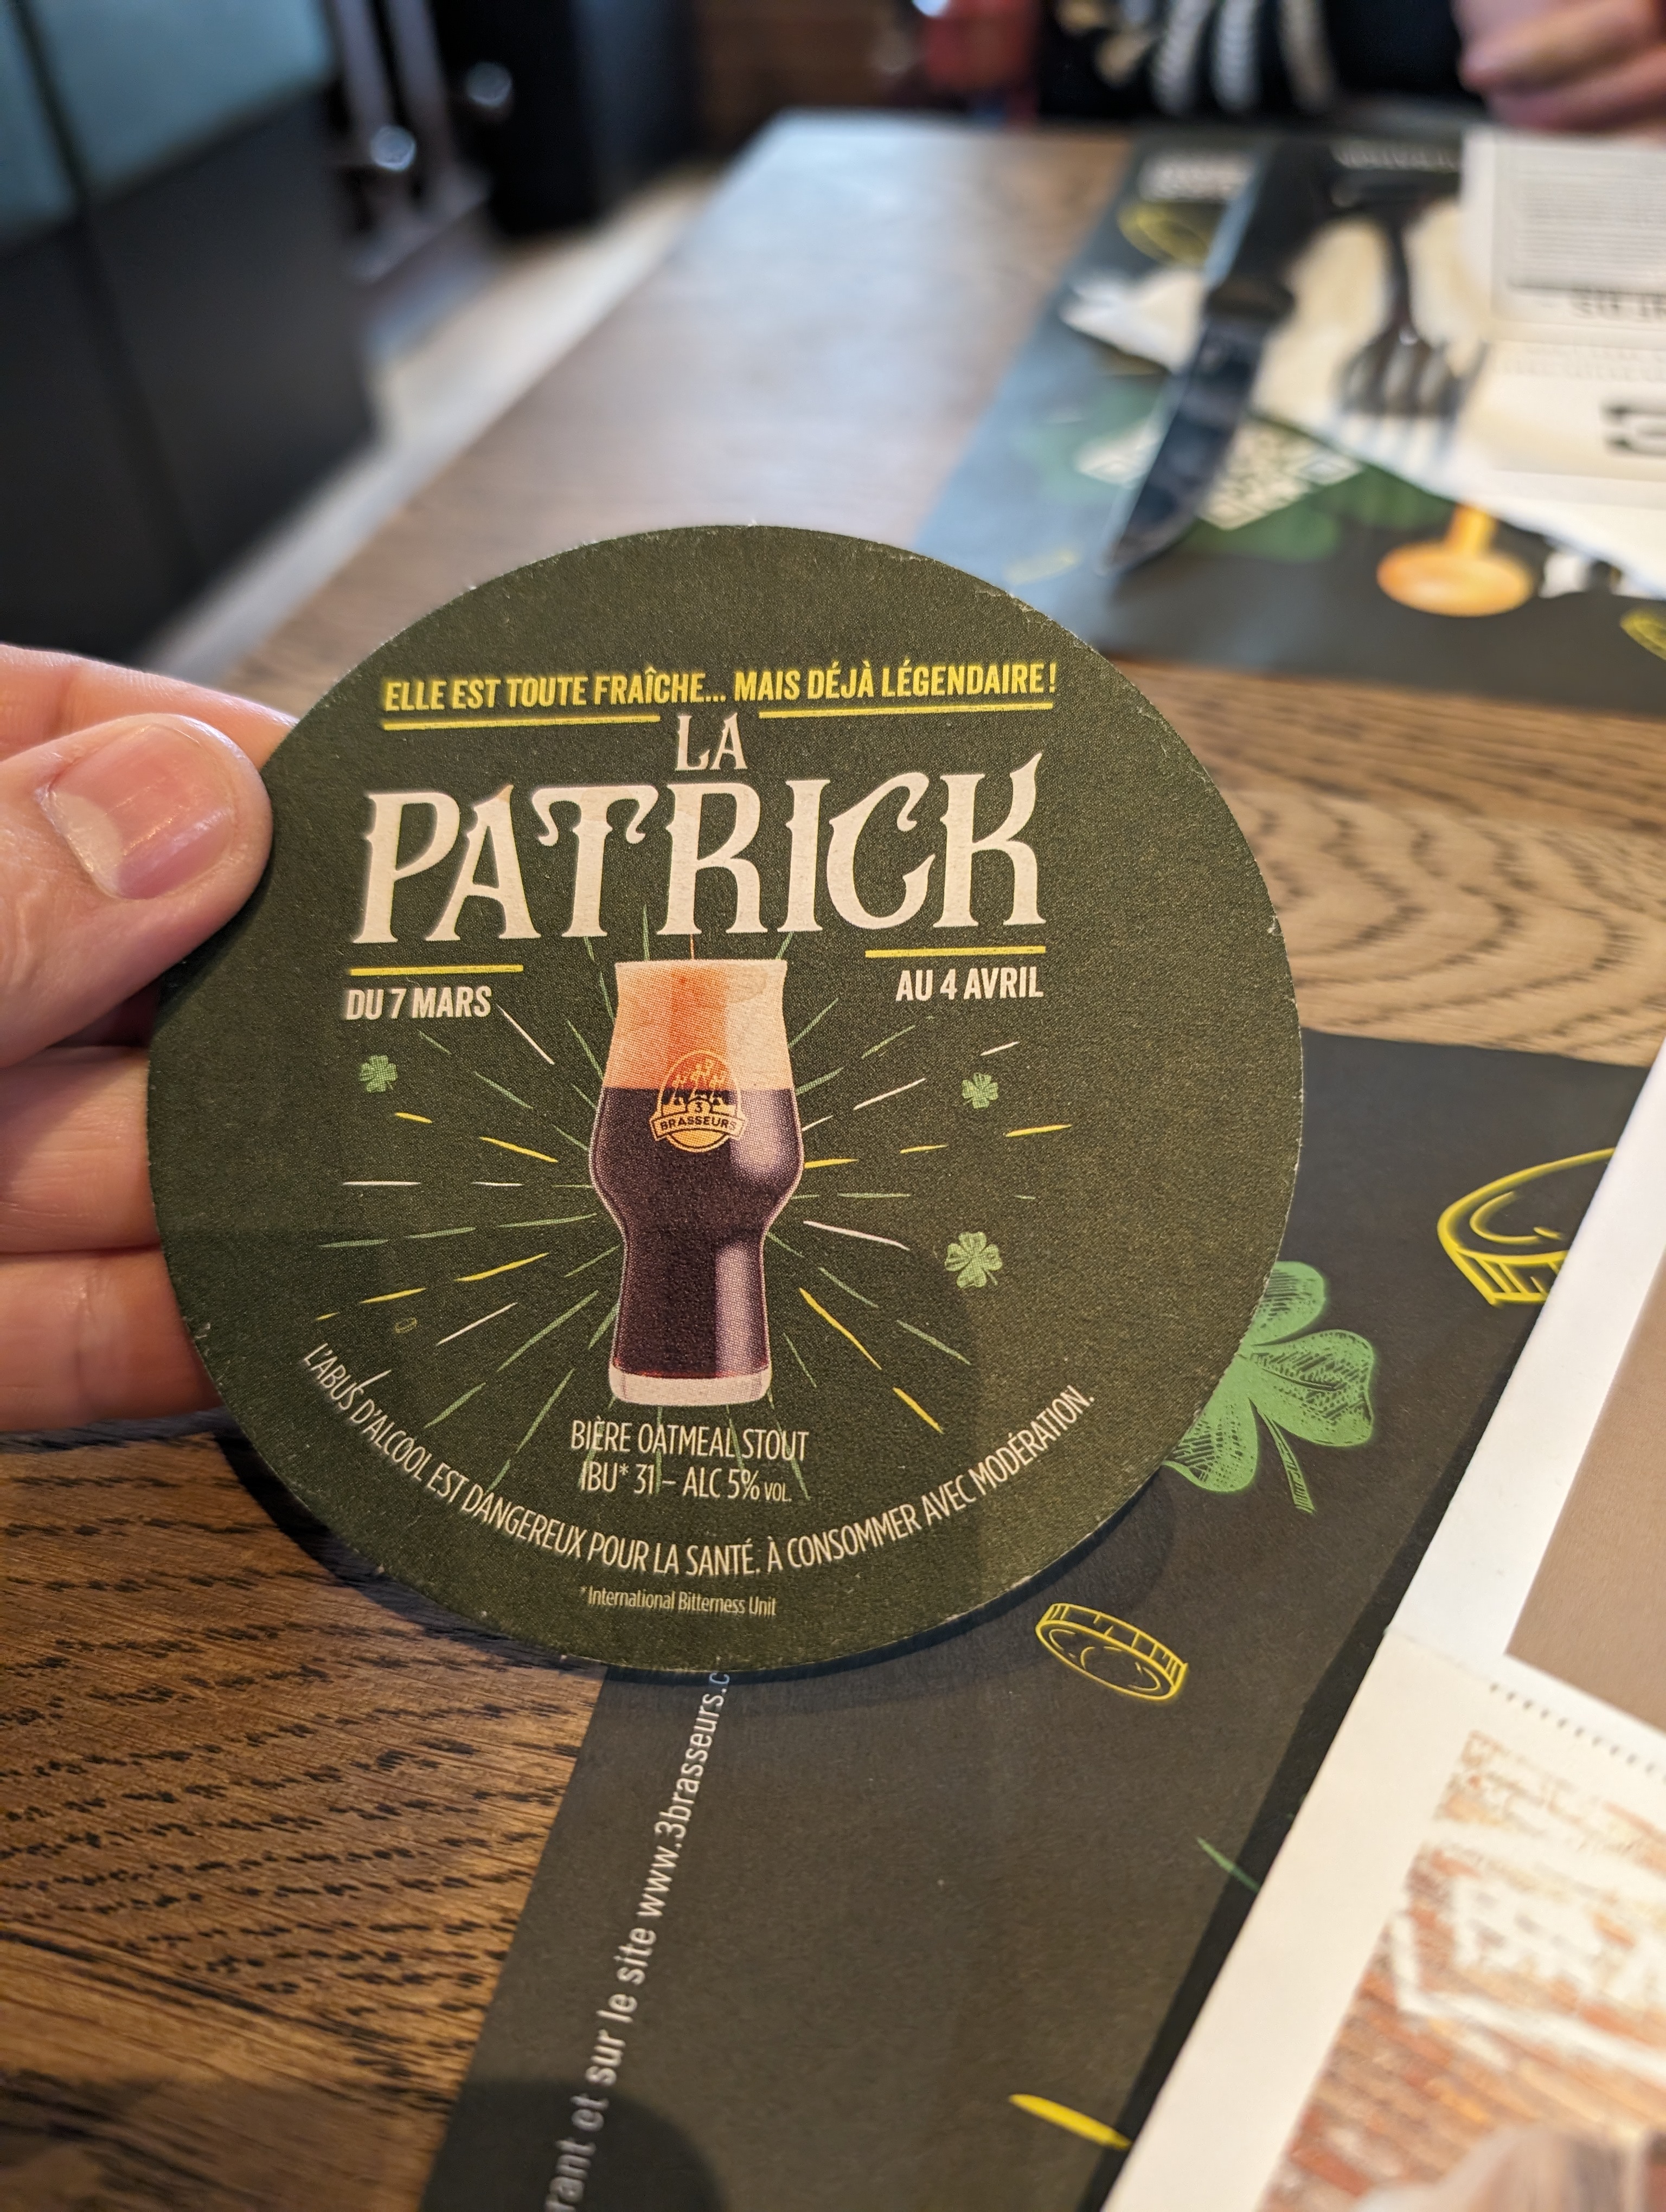 ELLE EST TOUTE FRAÎCHE... MAIS DÉJÀ LÉGENDAIRE !
LA
PATRICK
DU 7 MARS
AU 4 AVRIL
3
BRASSEURS
BIÈRE OATMEAL STOUT
IBU* 31 – ALC 5% VOL.
L'ABUS D'ALCOOL EST DANGEREUX POUR LA SANTÉ. À CONSOMMER AVEC MODÉRATION.
*International Bitterness Unit
rant et sur le site www.3brasseurs.c